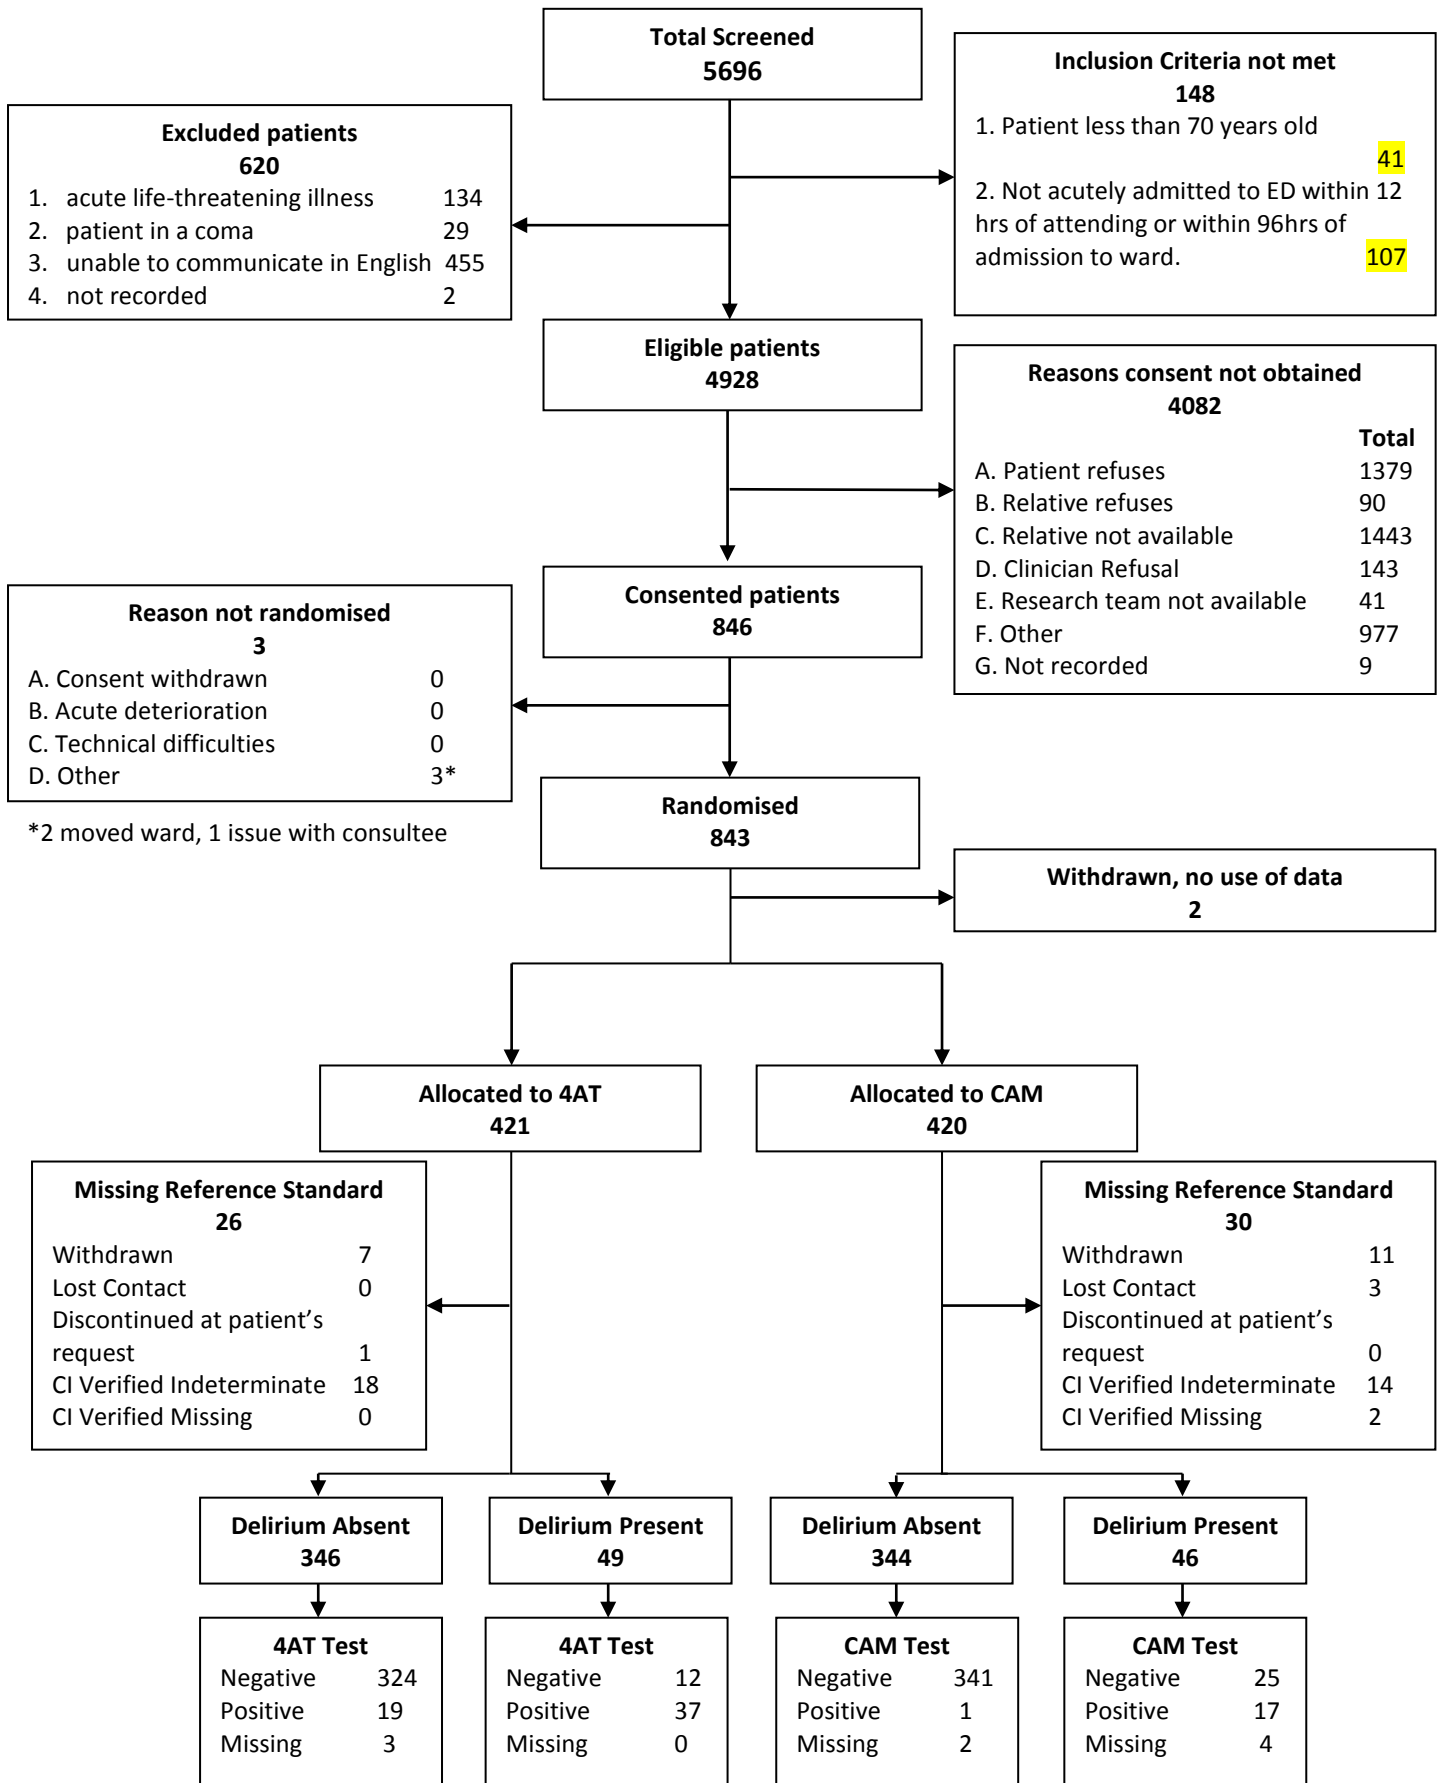 Total Screened
5696
Inclusion Criteria not met
148
1. Patient less than 70 years old
41
2. Not acutely admitted to ED within 12
hrs of attending or within 96hrs of
admission to ward. 107
Excluded patients
620
1. acute life-threatening illness 134
2. patient in a coma 29
3. unable to communicate in English 455
4. not recorded 2
Eligible patients
4928
Reasons consent not obtained
4082
Total
A. Patient refuses 1379
B. Relative refuses 90
C. Relative not available 1443
D. Clinician Refusal 143
E. Research team not available 41
F. Other 977
G. Not recorded 9
Consented patients
846
Reason not randomised
3
A. Consent withdrawn 0
B. Acute deterioration 0
C. Technical difficulties 0
D. Other 3*
*2 moved ward, 1 issue with consultee
Randomised
843
Withdrawn, no use of data
2
Allocated to 4AT
421
Allocated to CAM
420
Missing Reference Standard
26
Withdrawn 7
Lost Contact 0
Discontinued at patient’s
request 1
CI Verified Indeterminate 18
CI Verified Missing 0
Missing Reference Standard
30
Withdrawn 11
Lost Contact 3
Discontinued at patient’s
request 0
CI Verified Indeterminate 14
CI Verified Missing 2
Delirium Absent
346
Delirium Present
49
Delirium Absent
344
Delirium Present
46
4AT Test
Negative 324
Positive 19
Missing 3
4AT Test
Negative 12
Positive 37
Missing 0
CAM Test
Negative 341
Positive 1
Missing 2
CAM Test
Negative 25
Positive 17
Missing 4